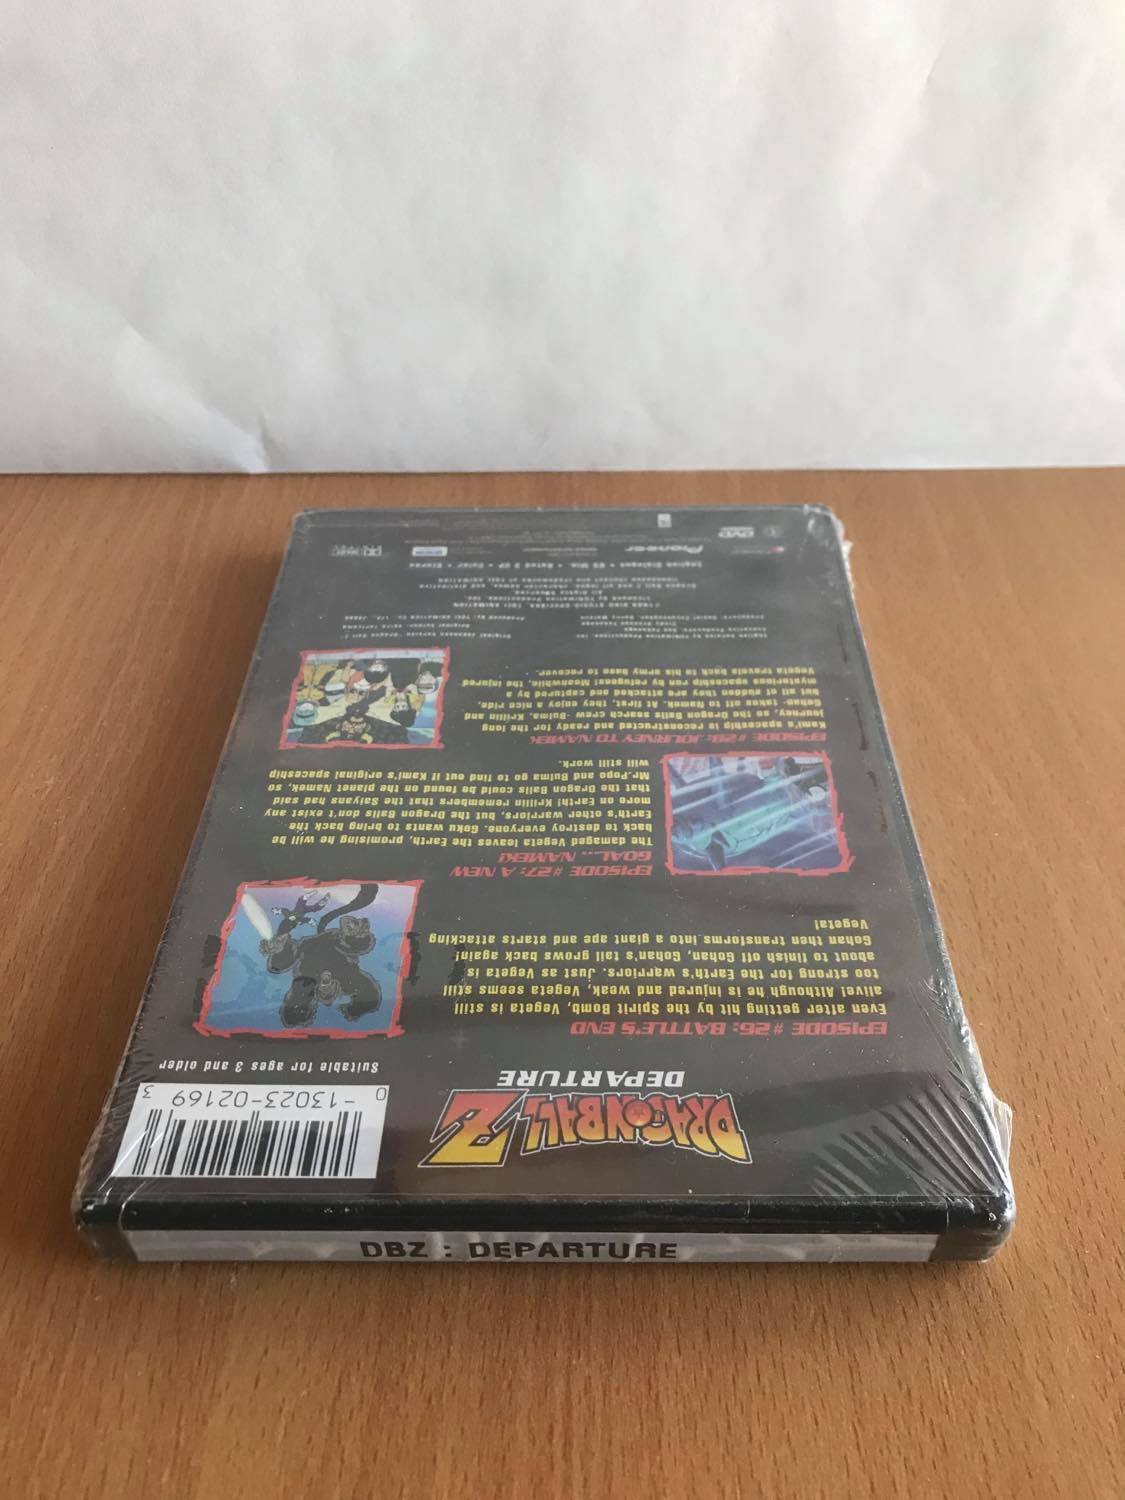 DRAGONBALL Z
DEPARTURE
0
-13023-02169
3
Suitable for ages 3 and older
EPISODE # 26: BATTLE'S END
Even after getting hit by the Spirit Bomb, Vegeta is still
alive! Although he is injured and weak, Vegeta seems still
too strong for the Earth's warriors. Just as Vegeta is
about to finish off Gohan, Gohan's tail grows back again!
Gohan then transforms into a giant ape and starts attacking
Vegeta!
EPISODE # 27: A NEW
GOAL... NAMEK!
The damaged Vegeta leaves the Earth, promising he will be
back to destroy everyone. Goku wants to bring back the
Earth's other warriors, but the Dragon Balls don't exist any
more on Earth! Krillin remembers that the Saiyans had said
that the Dragon Balls could be found on the planet Namek, so
Mr.Popo and Bulma go to find out if Kami's original spaceship
will still work.
EPISODE # 28: JOURNEY TO NAMEK
Kami's spaceship is reconstructed and ready for the long
journey, so the Dragon Balls search crew -Bulma, Krillin and
Gohan- takes off to Namek. At first, they enjoy a nice ride,
but all of sudden they are attacked and captured by a
mysterious spaceship run by refugees! Meanwhile, the injured
Vegeta travels back to his army base to recover.
English Dialogue • 65 Min. • Color • Stereo
Pioneer
DVD
DBZ : DEPARTURE